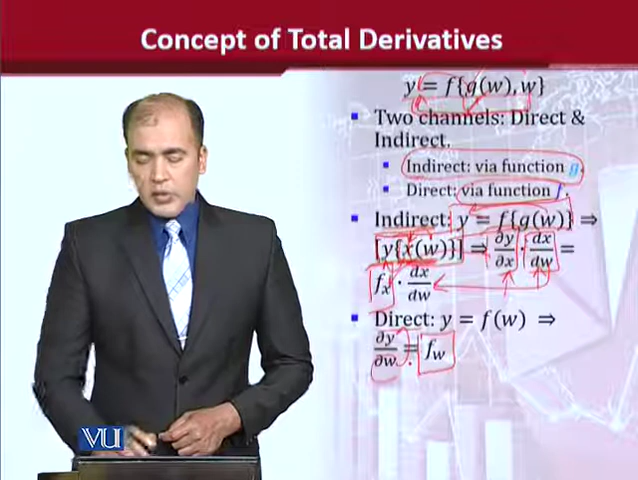 Concept of Total Derivatives
y = f{g(w), w}
▪ Two channels: Direct &
Indirect.
▪ Indirect: via function g.
▪ Direct: via function f.
▪ Indirect: y = f{g(w)} ⇒
[y{x(w)}] ⇒ ∂y/∂x · dx/dw =
f_x · dx/dw
▪ Direct: y = f(w) ⇒
∂y/∂w = f_w
VU